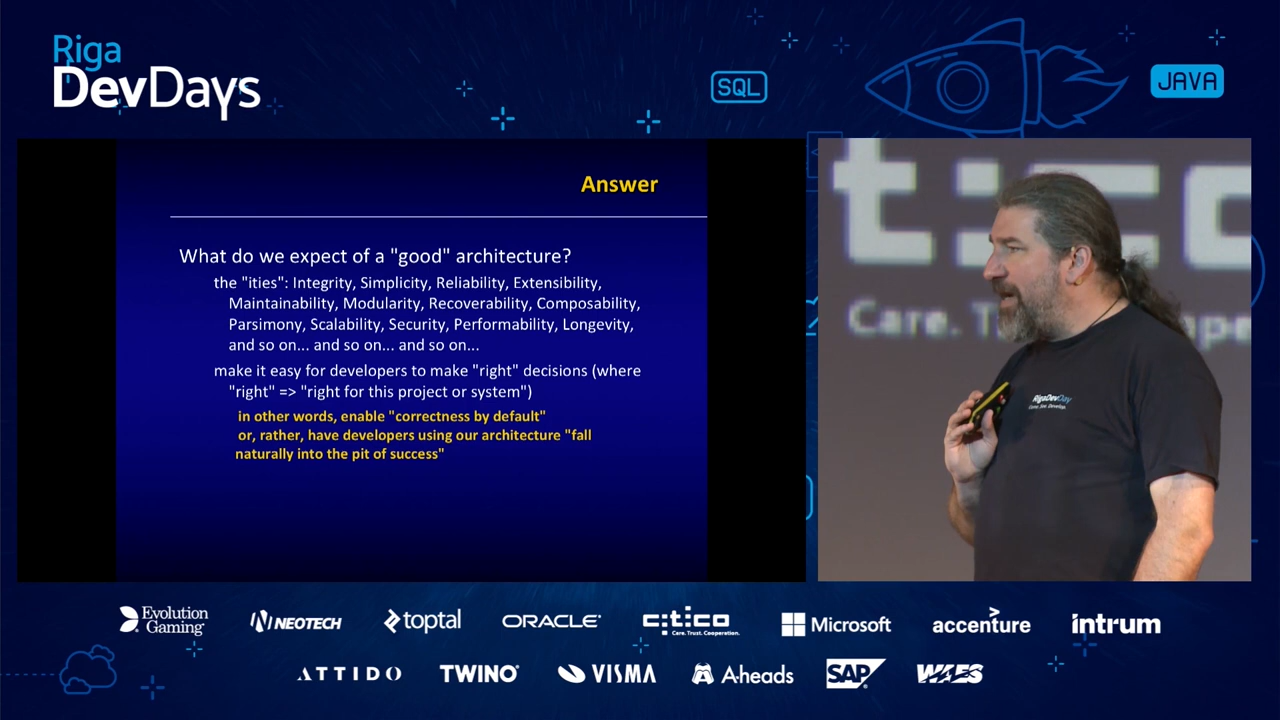 Riga
DevDays
SQL
JAVA
Answer
What do we expect of a "good" architecture?
the "ities": Integrity, Simplicity, Reliability, Extensibility,
Maintainability, Modularity, Recoverability, Composability,
Parsimony, Scalability, Security, Performability, Longevity,
and so on... and so on... and so on...
make it easy for developers to make "right" decisions (where
"right" => "right for this project or system")
in other words, enable "correctness by default"
or, rather, have developers using our architecture "fall
naturally into the pit of success"
Care.
RigaDevDay
Evolution
Gaming
NEOTECH
toptal
ORACLE
c:t:co
Care. Trust. Cooperation.
Microsoft
accenture
intrum
ATTIDO
TWINO
VISMA
A-heads
SAP
WAES